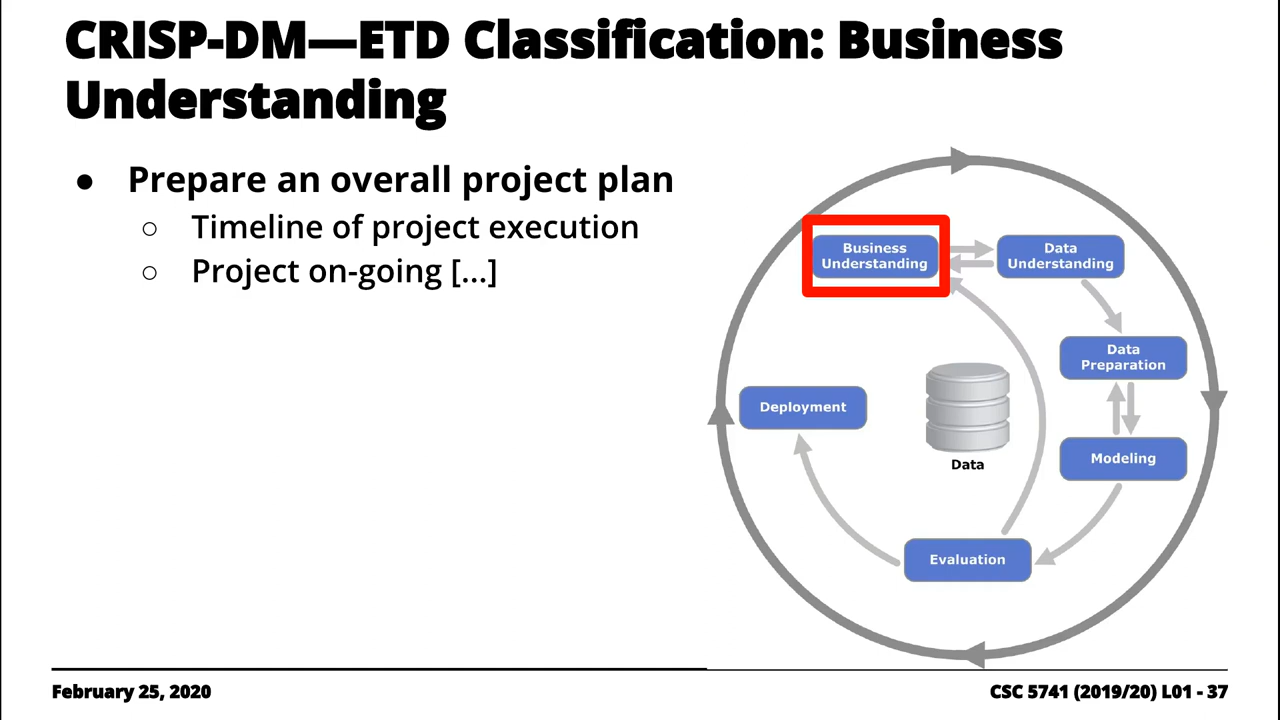 CRISP-DM—ETD Classification: Business
Understanding
● Prepare an overall project plan
○ Timeline of project execution
○ Project on-going [...]
Business
Understanding
Data
Understanding
Data
Preparation
Deployment
Data
Modeling
Evaluation
February 25, 2020
CSC 5741 (2019/20) L01 - 37